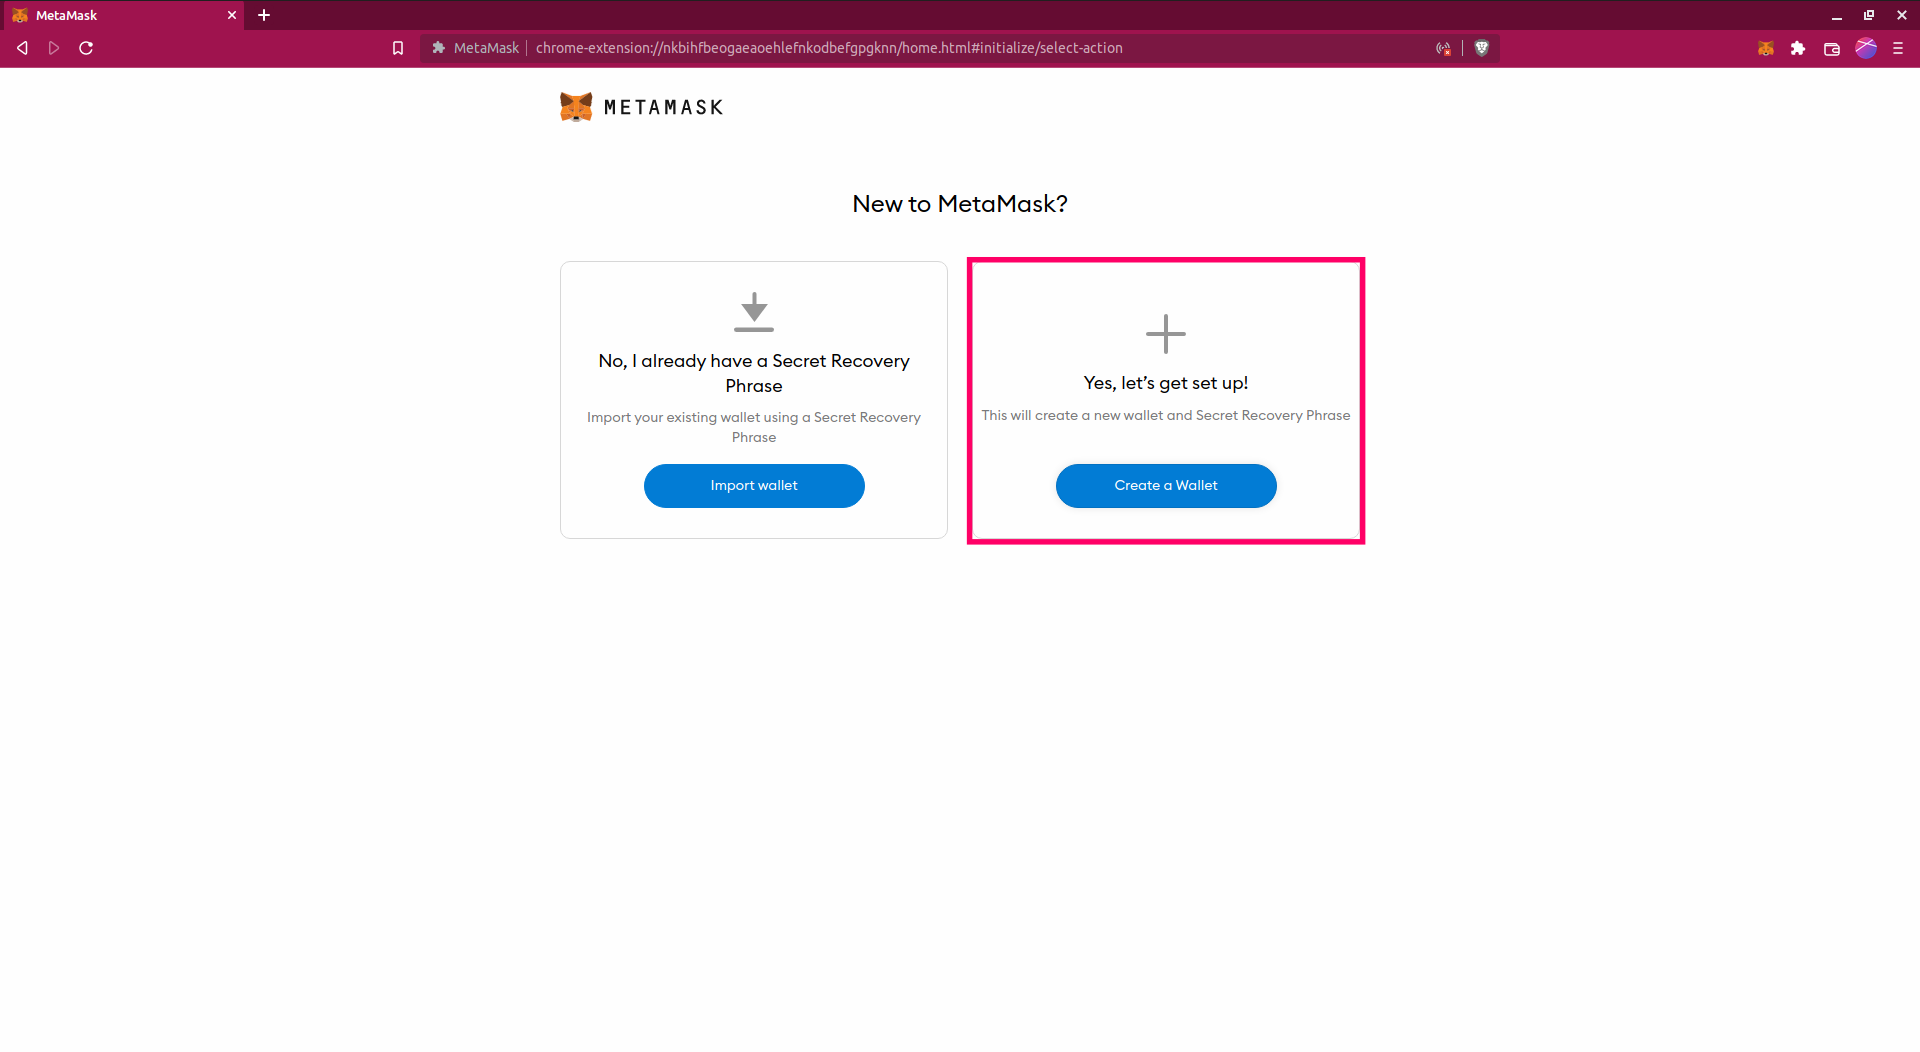 MetaMask
MetaMask
chrome-extension://nkbihfbeogaeaoehlefnkodbefgpgknn/home.html#initialize/select-action
METAMASK
New to MetaMask?
No, I already have a Secret Recovery
Phrase
Import your existing wallet using a Secret Recovery
Phrase
Import wallet
Yes, let’s get set up!
This will create a new wallet and Secret Recovery Phrase
Create a Wallet